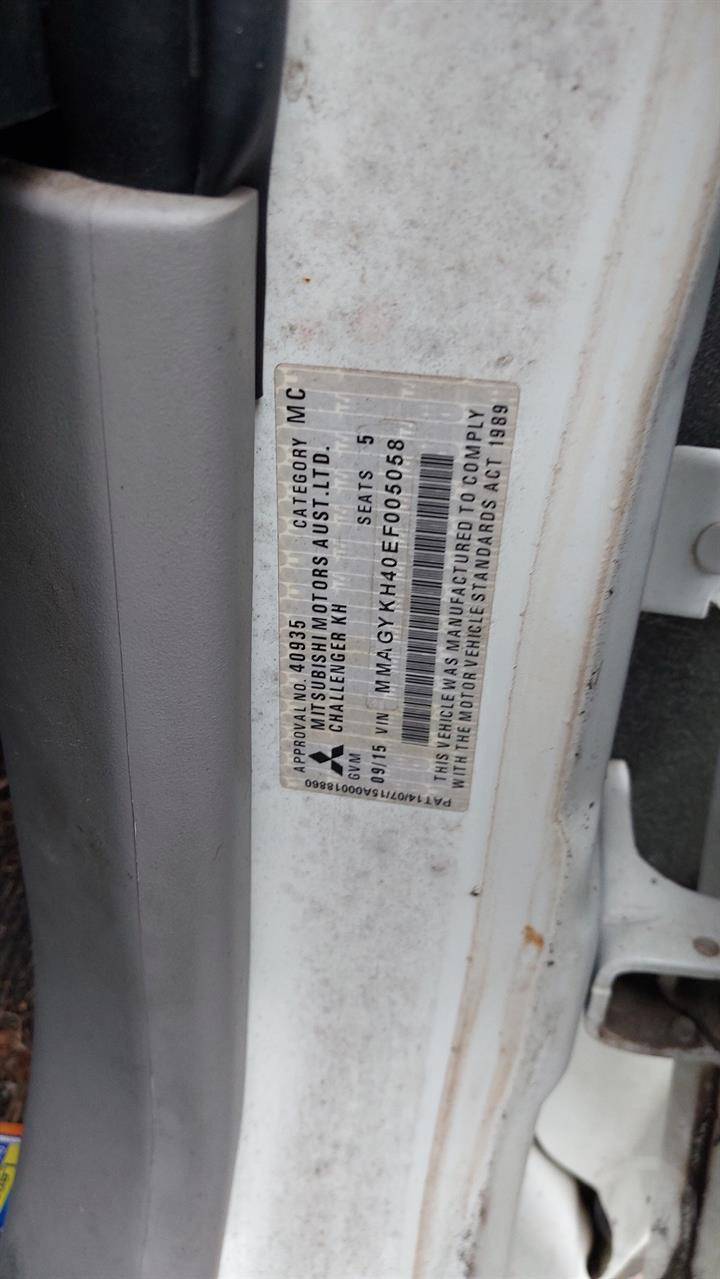 APPROVAL NO. 40935 CATEGORY MC
MITSUBISHI MOTORS AUST.LTD.
CHALLENGER KH
GVM SEATS 5
09/15 VIN MMAGYKH40EF005058
THIS VEHICLE WAS MANUFACTURED TO COMPLY
WITH THE MOTOR VEHICLE STANDARDS ACT 1989
PAT14/07/15A00018860